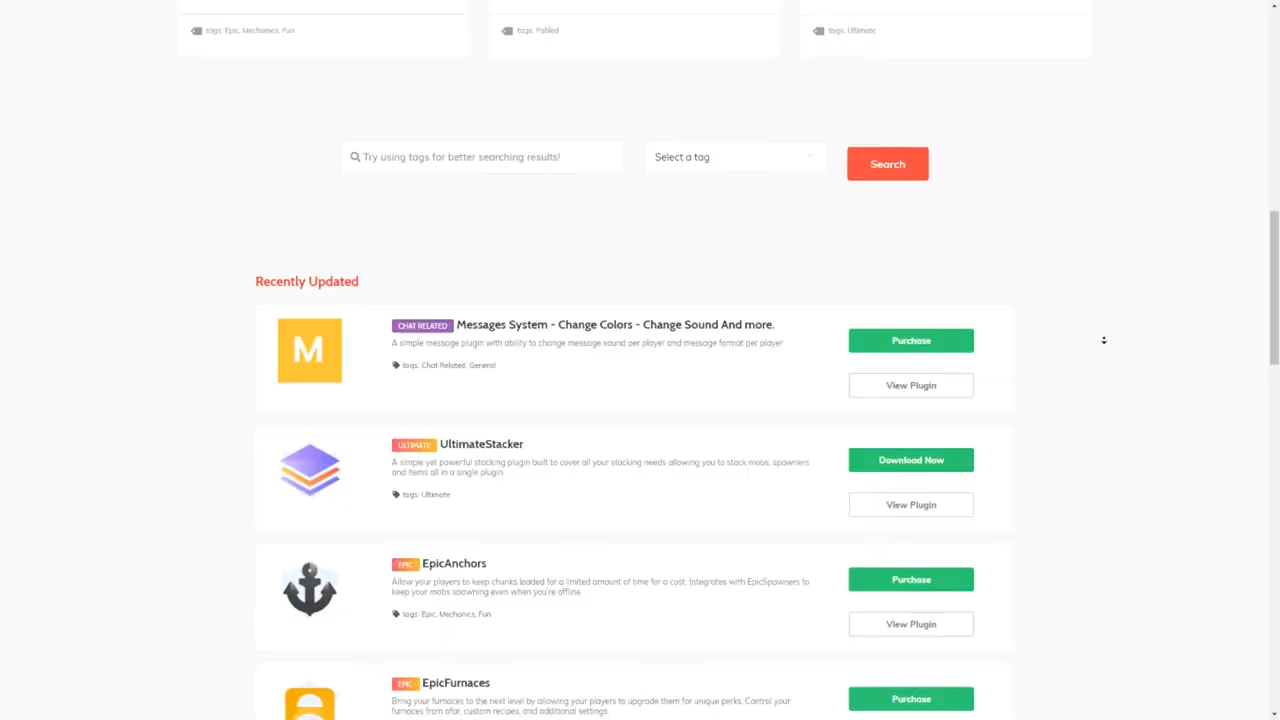 tags: Epic, Mechanics, Fun
tags: Fabled
tags: Ultimate
Try using tags for better searching results!
Select a tag
Search
Recently Updated
M
CHAT RELATED Messages System - Change Colors - Change Sound And more.
A simple message plugin with ability to change message sound per player and message format per player
tags: Chat Related, General
Purchase
View Plugin
ULTIMATE UltimateStacker
A simple yet powerful stacking plugin built to cover all your stacking needs allowing you to stack mobs, spawners
and items all in a single plugin.
tags: Ultimate
Download Now
View Plugin
EPIC EpicAnchors
Allow your players to keep chunks loaded for a limited amount of time for a cost. Integrates with EpicSpawners to
keep your mobs spawning even when you're offline.
tags: Epic, Mechanics, Fun
Purchase
View Plugin
EPIC EpicFurnaces
Bring your furnaces to the next level by allowing your players to upgrade them for unique perks. Control your
furnaces from afar, custom recipes, and additional settings.
Purchase